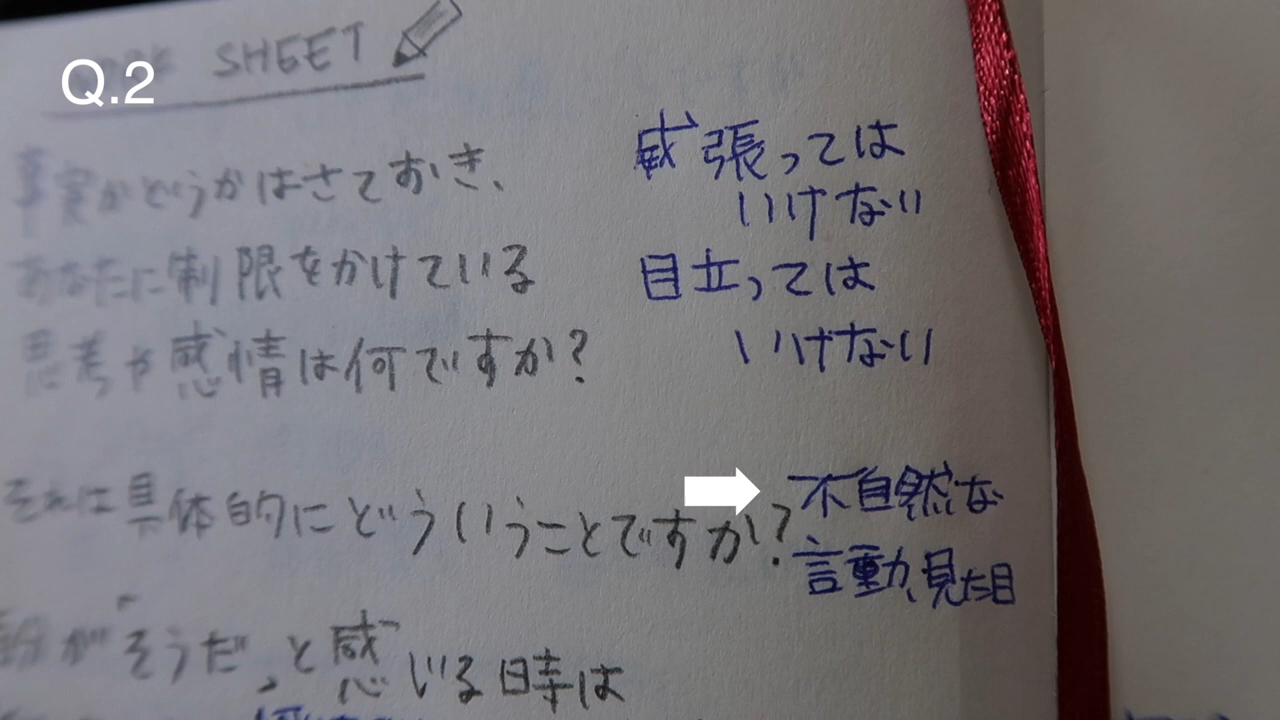 Q.2
SHEET
事実かどうかはさておき、
あなたに制限をかけている
思考や感情は何ですか?
威張っては
いけない
目立っては
いけない
それは具体的にどういうことですか?
不自然な
言動、見た目
自分が"そうだ"と感じる時は